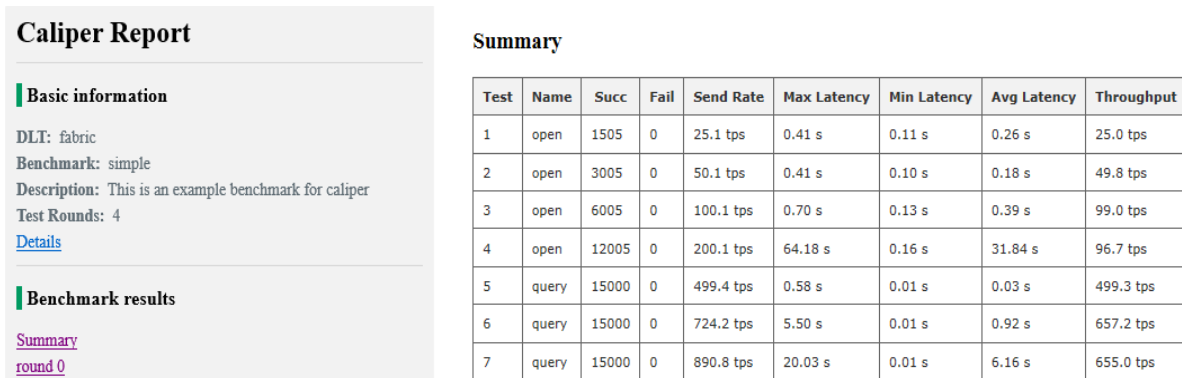 Caliper Report
Basic information
DLT: fabric
Benchmark: simple
Description: This is an example benchmark for caliper
Test Rounds: 4
Details
Benchmark results
Summary
round 0
Summary
Test Name Succ Fail Send Rate Max Latency Min Latency Avg Latency Throughput
1 open 1505 0 25.1 tps 0.41 s 0.11 s 0.26 s 25.0 tps
2 open 3005 0 50.1 tps 0.41 s 0.10 s 0.18 s 49.8 tps
3 open 6005 0 100.1 tps 0.70 s 0.13 s 0.39 s 99.0 tps
4 open 12005 0 200.1 tps 64.18 s 0.16 s 31.84 s 96.7 tps
5 query 15000 0 499.4 tps 0.58 s 0.01 s 0.03 s 499.3 tps
6 query 15000 0 724.2 tps 5.50 s 0.01 s 0.92 s 657.2 tps
7 query 15000 0 890.8 tps 20.03 s 0.01 s 6.16 s 655.0 tps